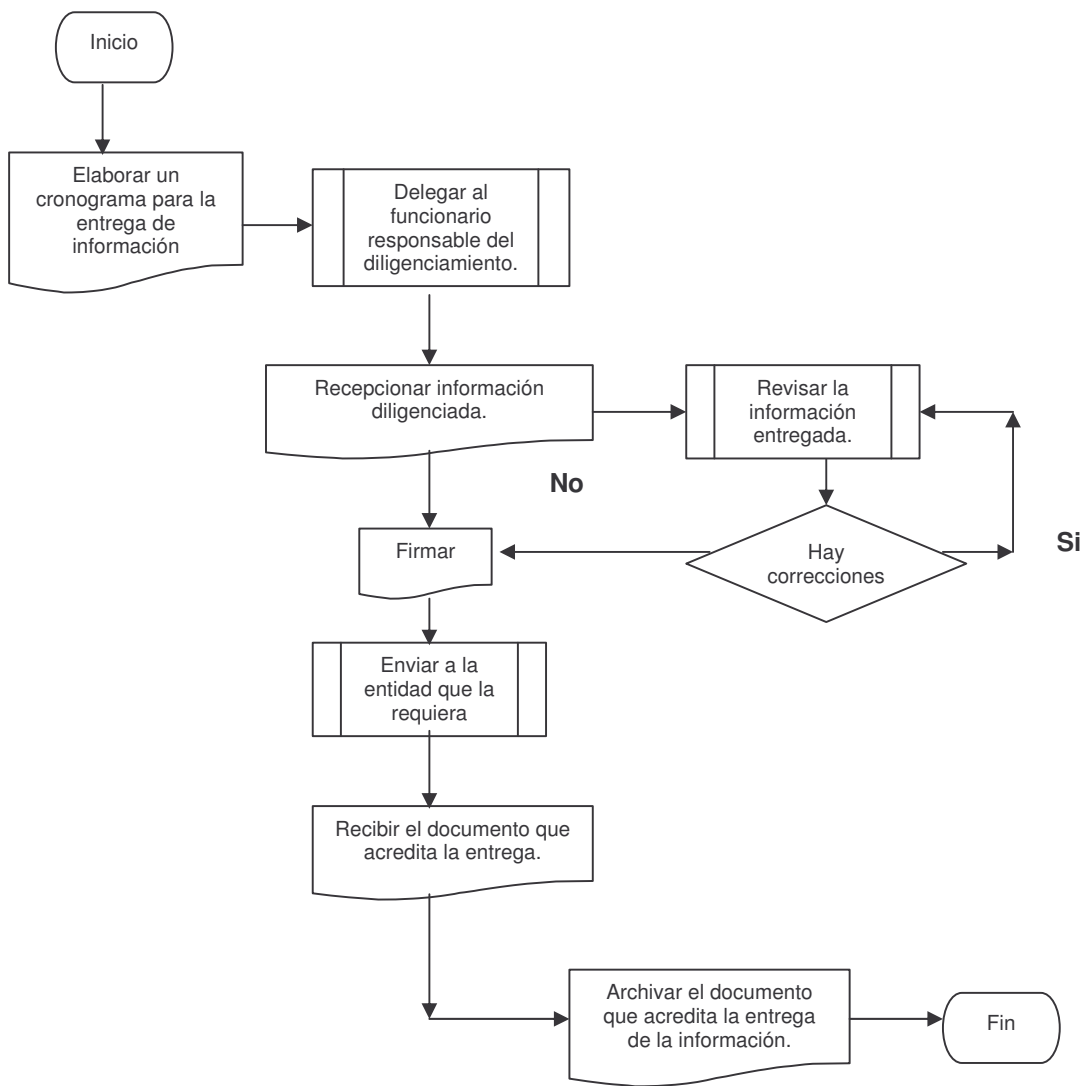 Inicio
Elaborar un
cronograma para la
entrega de
información
Delegar al
funcionario
responsable del
diligenciamiento.
Recepcionar información
diligenciada.
Revisar la
información
entregada.
No
Si
Firmar
Hay
correcciones
Enviar a la
entidad que la
requiera
Recibir el documento que
acredita la entrega.
Archivar el documento
que acredita la entrega
de la información.
Fin